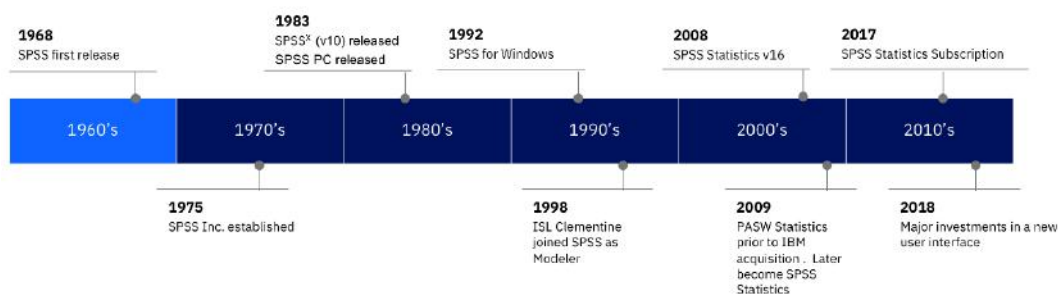 1968
SPSS first release
1983
SPSSˣ (v10) released
SPSS PC released
1992
SPSS for Windows
2008
SPSS Statistics v16
2017
SPSS Statistics Subscription
1960's
1970's
1980's
1990's
2000's
2010's
1975
SPSS Inc. established
1998
ISL Clementine
joined SPSS as
Modeler
2009
PASW Statistics
prior to IBM
acquisition . Later
become SPSS
Statistics
2018
Major investments in a new
user interface